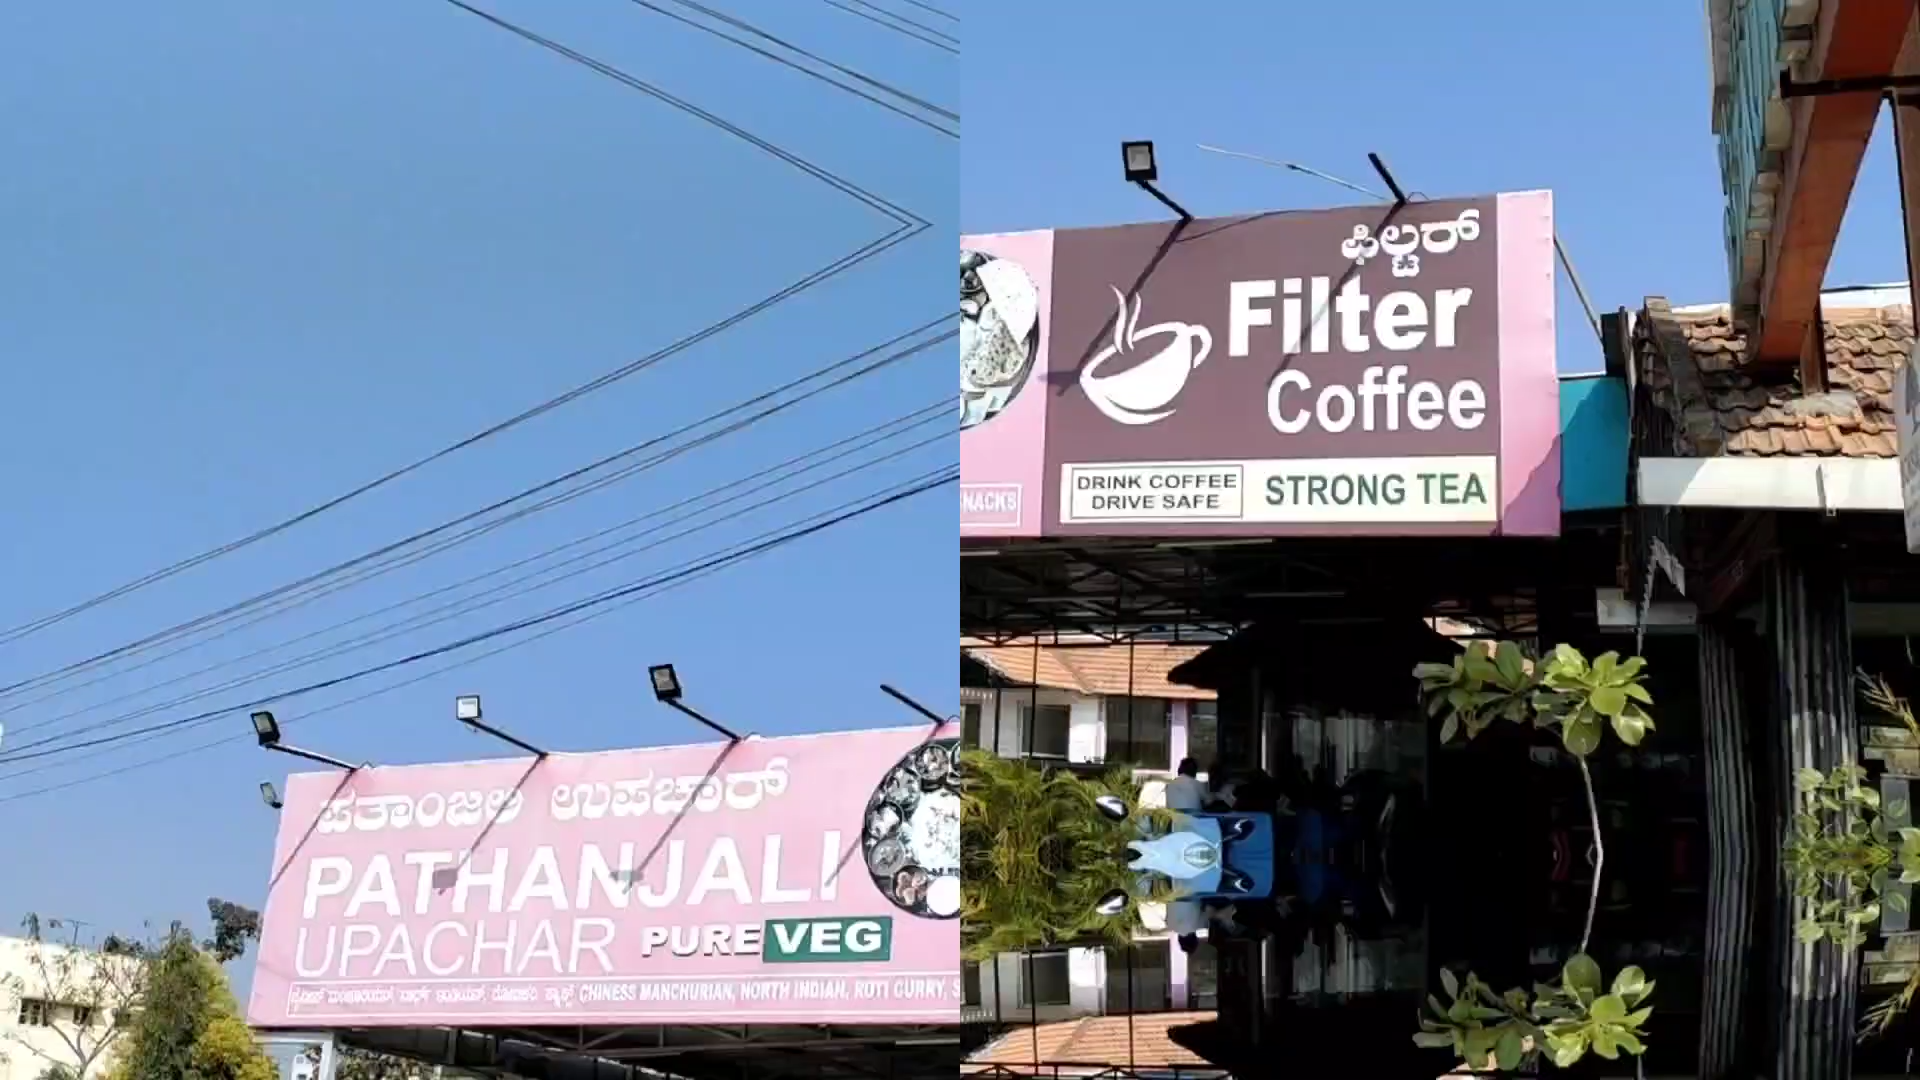 ಪತಾಂಜಲಿ ಉಪಚಾರ್
PATHANJALI
UPACHAR PURE VEG
CHINESS MANCHURIAN, NORTH INDIAN, ROTI CURRY, S
ಫಿಲ್ಟರ್
Filter
Coffee
DRINK COFFEE
DRIVE SAFE
STRONG TEA
SNACKS